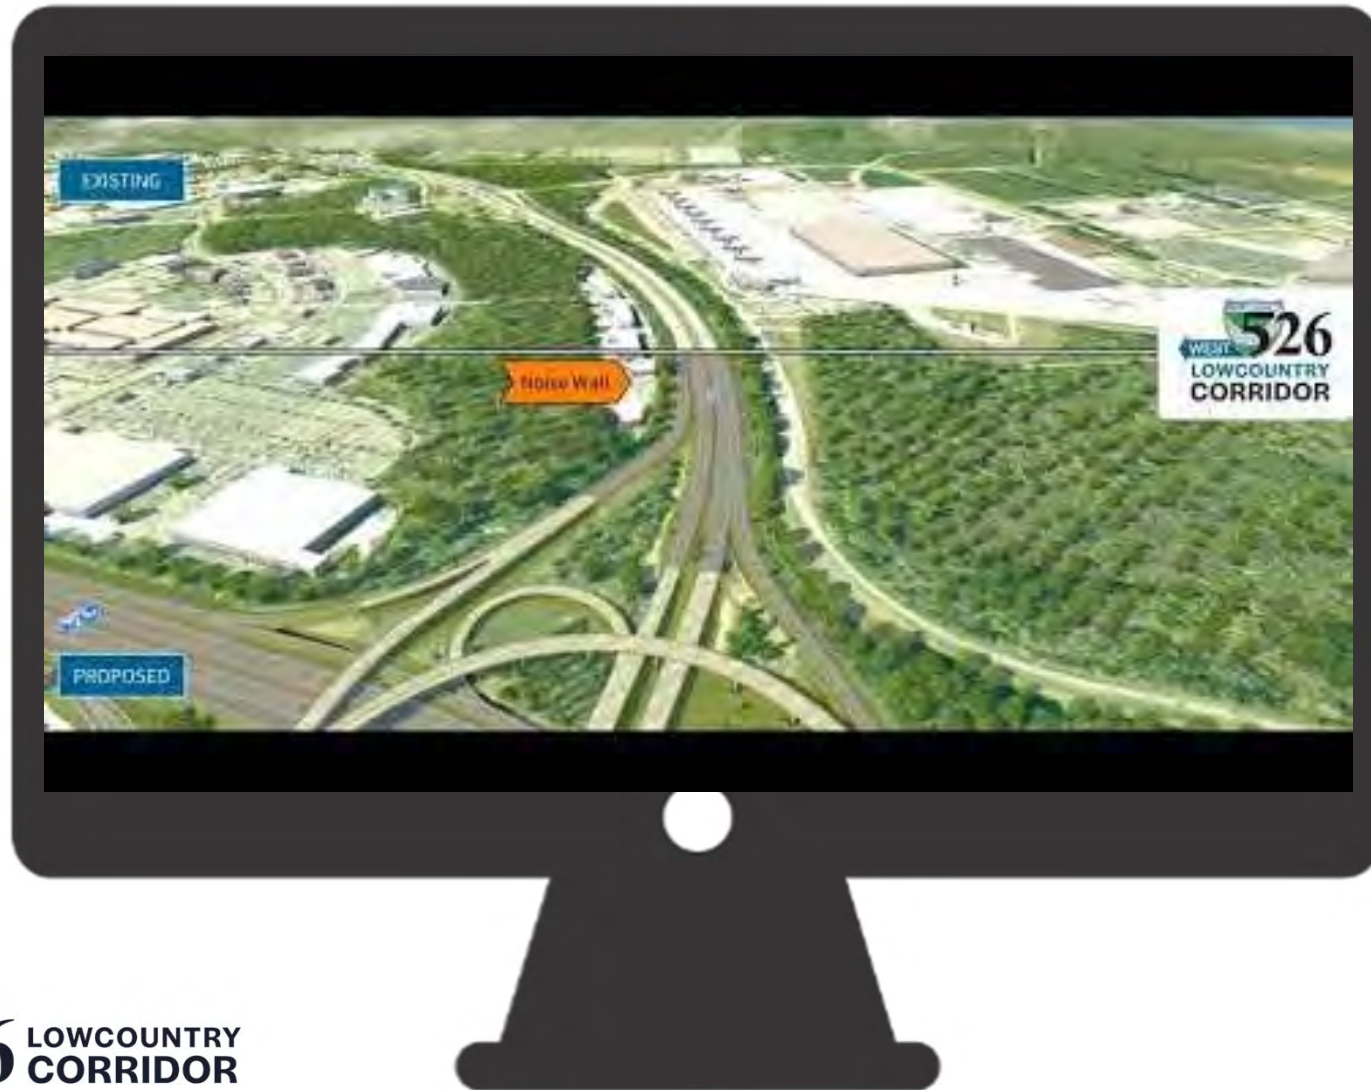 EXISTING
Noise Wall
WEST 526
LOWCOUNTRY
CORRIDOR
PROPOSED
LOWCOUNTRY
CORRIDOR